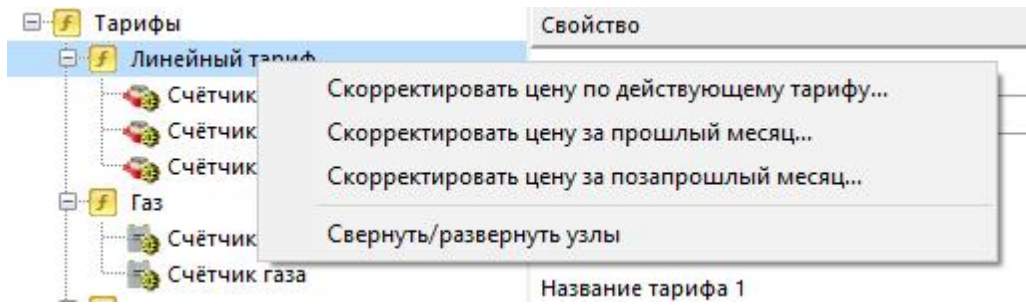 Тарифы
Свойство
Линейный тариф
Счётчик
Скорректировать цену по действующему тарифу...
Счётчик
Скорректировать цену за прошлый месяц...
Счётчик
Скорректировать цену за позапрошлый месяц...
Газ
Счётчик
Свернуть/развернуть узлы
Счётчик газа
Название тарифа 1